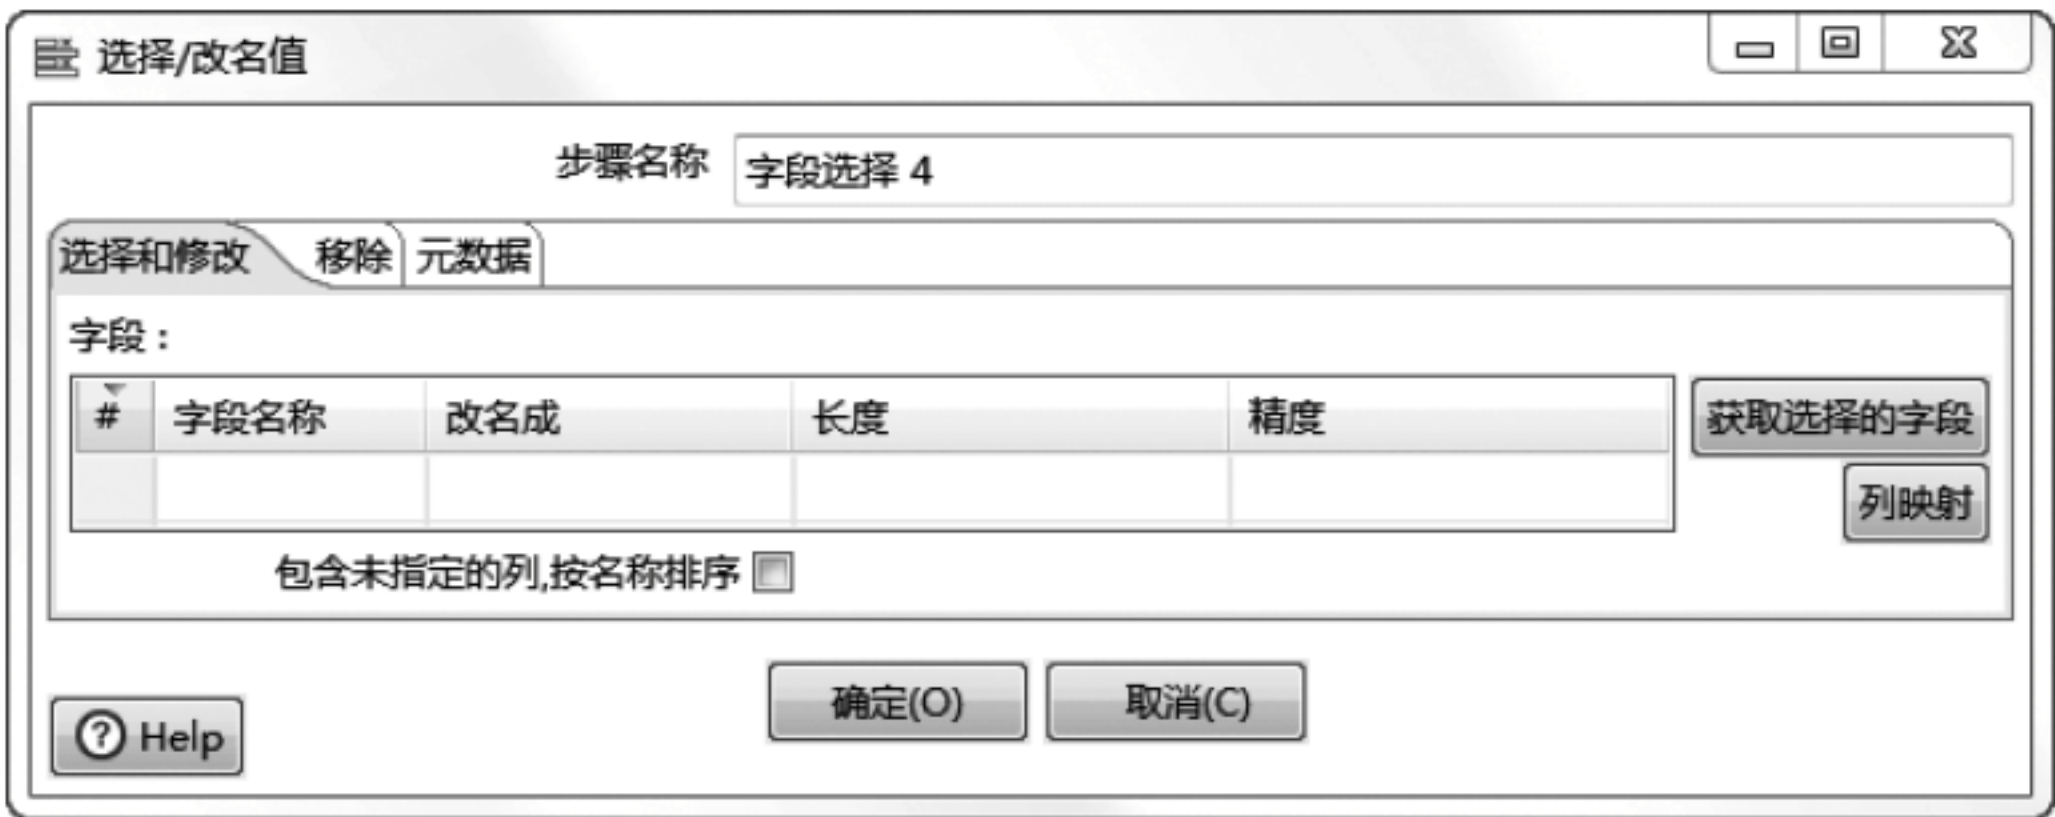 选择/改名值
步骤名称 字段选择 4
选择和修改 移除 元数据
字段：
# 字段名称 改名成 长度 精度 获取选择的字段
列映射
包含未指定的列,按名称排序
确定(O) 取消(C)
Help